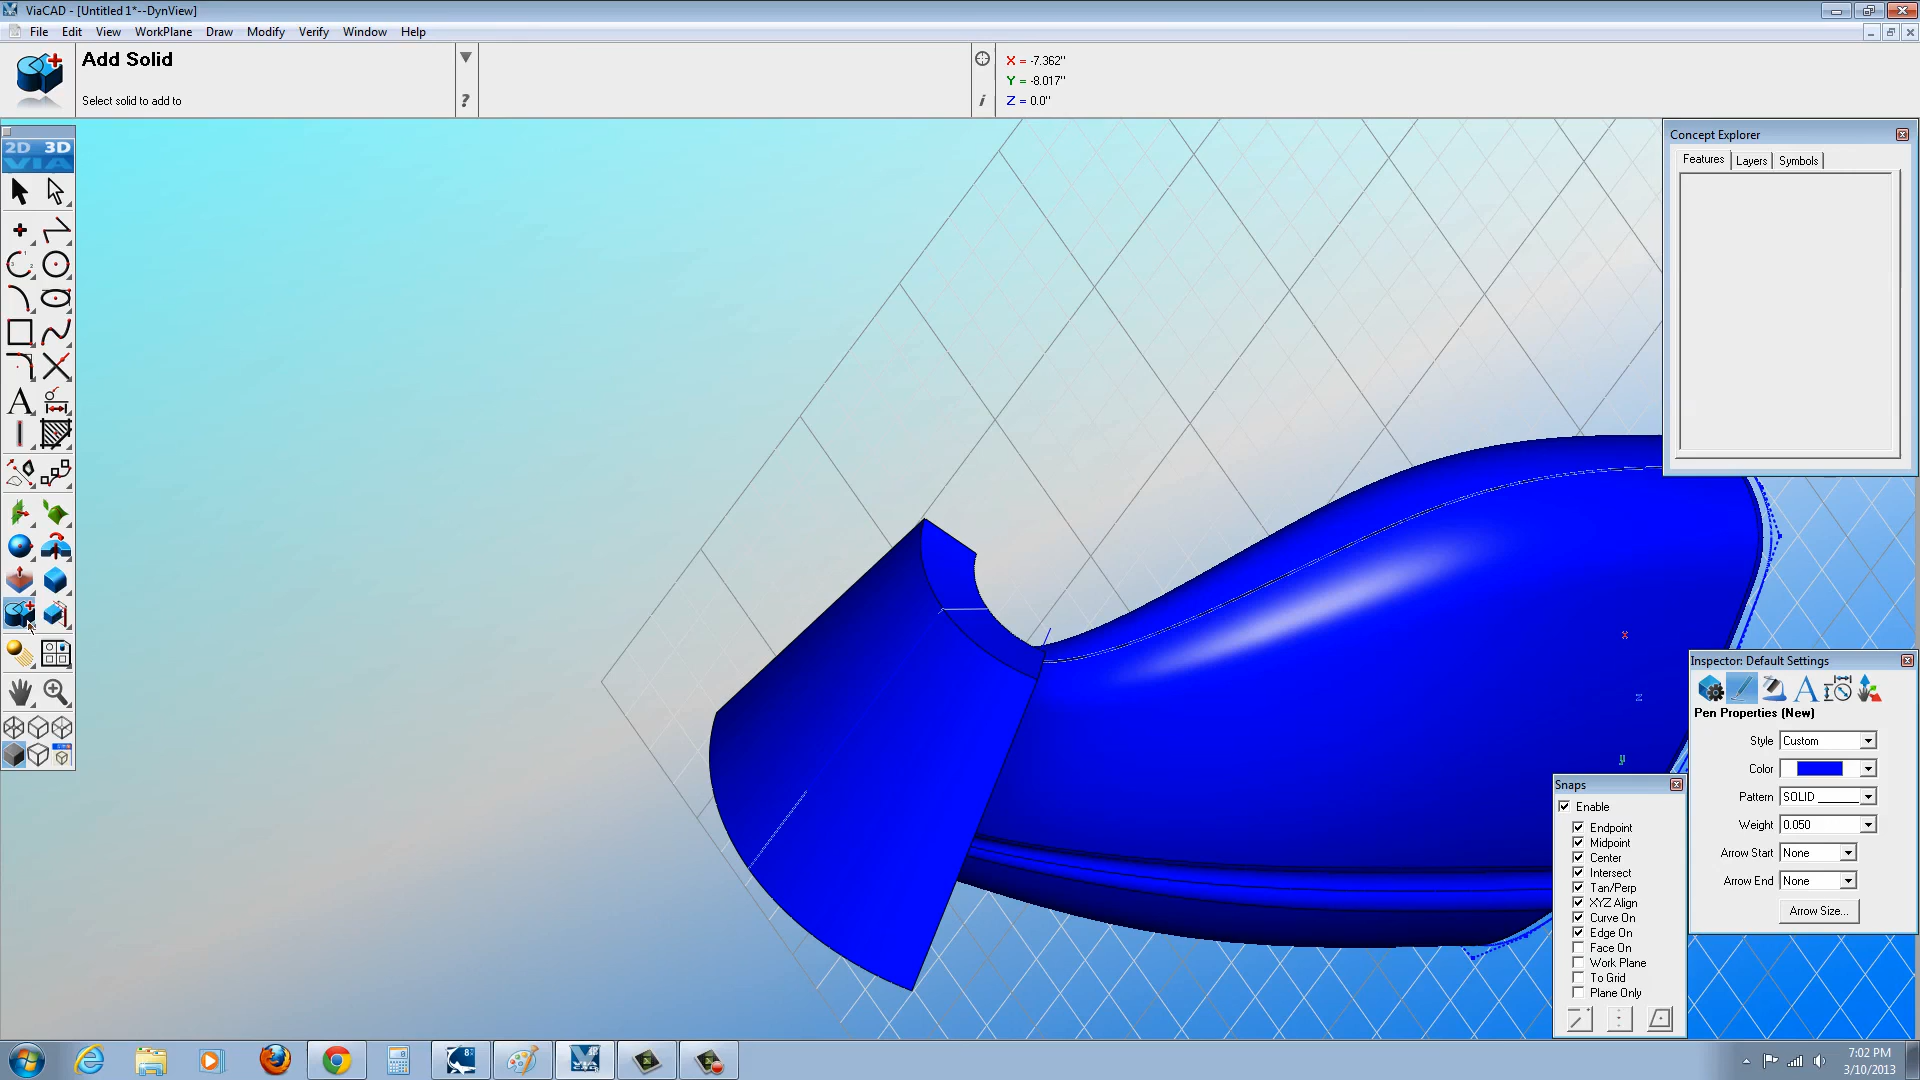 ViaCAD - [Untitled 1*--DynView]
File Edit View WorkPlane Draw Modify Verify Window Help
Add Solid
Select solid to add to
?
i
X = -7.362"
Y = -8.017"
Z = 0.0"
2D 3D
VIA
A
Concept Explorer
Features Layers Symbols
x
z
y
Inspector: Default Settings
A
Pen Properties (New)
Style Custom
Color
Pattern SOLID
Weight 0.050
Arrow Start None
Arrow End None
Arrow Size...
Snaps
Enable
Endpoint
Midpoint
Center
Intersect
Tan/Perp
XYZ Align
Curve On
Edge On
Face On
Work Plane
To Grid
Plane Only
7:02 PM
3/10/2013